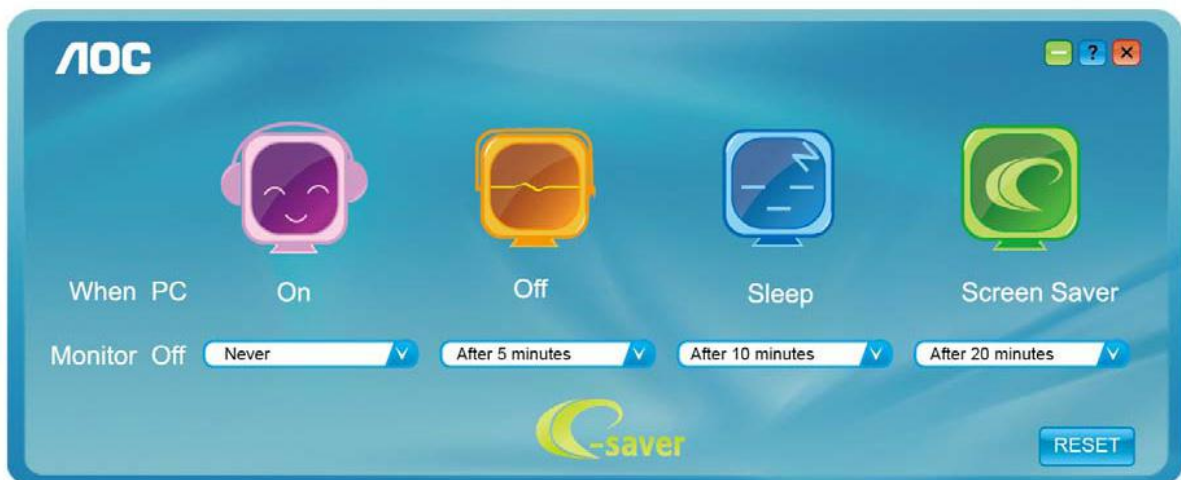 AOC
?
When PC On Off Sleep Screen Saver
Monitor Off Never After 5 minutes After 10 minutes After 20 minutes
e-saver
RESET